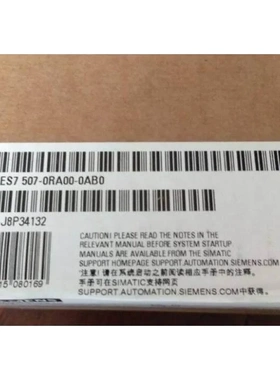 ES7 507-0RA00-0AB0
J8P34132
CAUTION! PLEASE READ THE NOTES IN THE
RELEVANT MANUAL BEFORE SYSTEM STARTUP
MANUALS ARE AVAILABLE AS A SIMATIC
SUPPORT HOMEPAGE SUPPORT.AUTOMATION.SIEMENS.COM
注意! 请在系统启动之前阅读相应手册中的注释。
手册可在SIMATIC支持网页
SUPPORT.AUTOMATION.SIEMENS.COM中获得。
15"080169